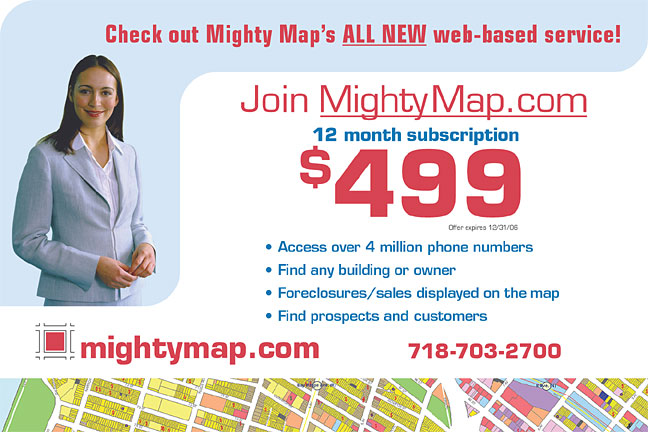 Check out Mighty Map's ALL NEW web-based service!
Join MightyMap.com
12 month subscription
$499
Offer expires 12/31/06
• Access over 4 million phone numbers
• Find any building or owner
• Foreclosures/sales displayed on the map
• Find prospects and customers
mightymap.com
718-703-2700